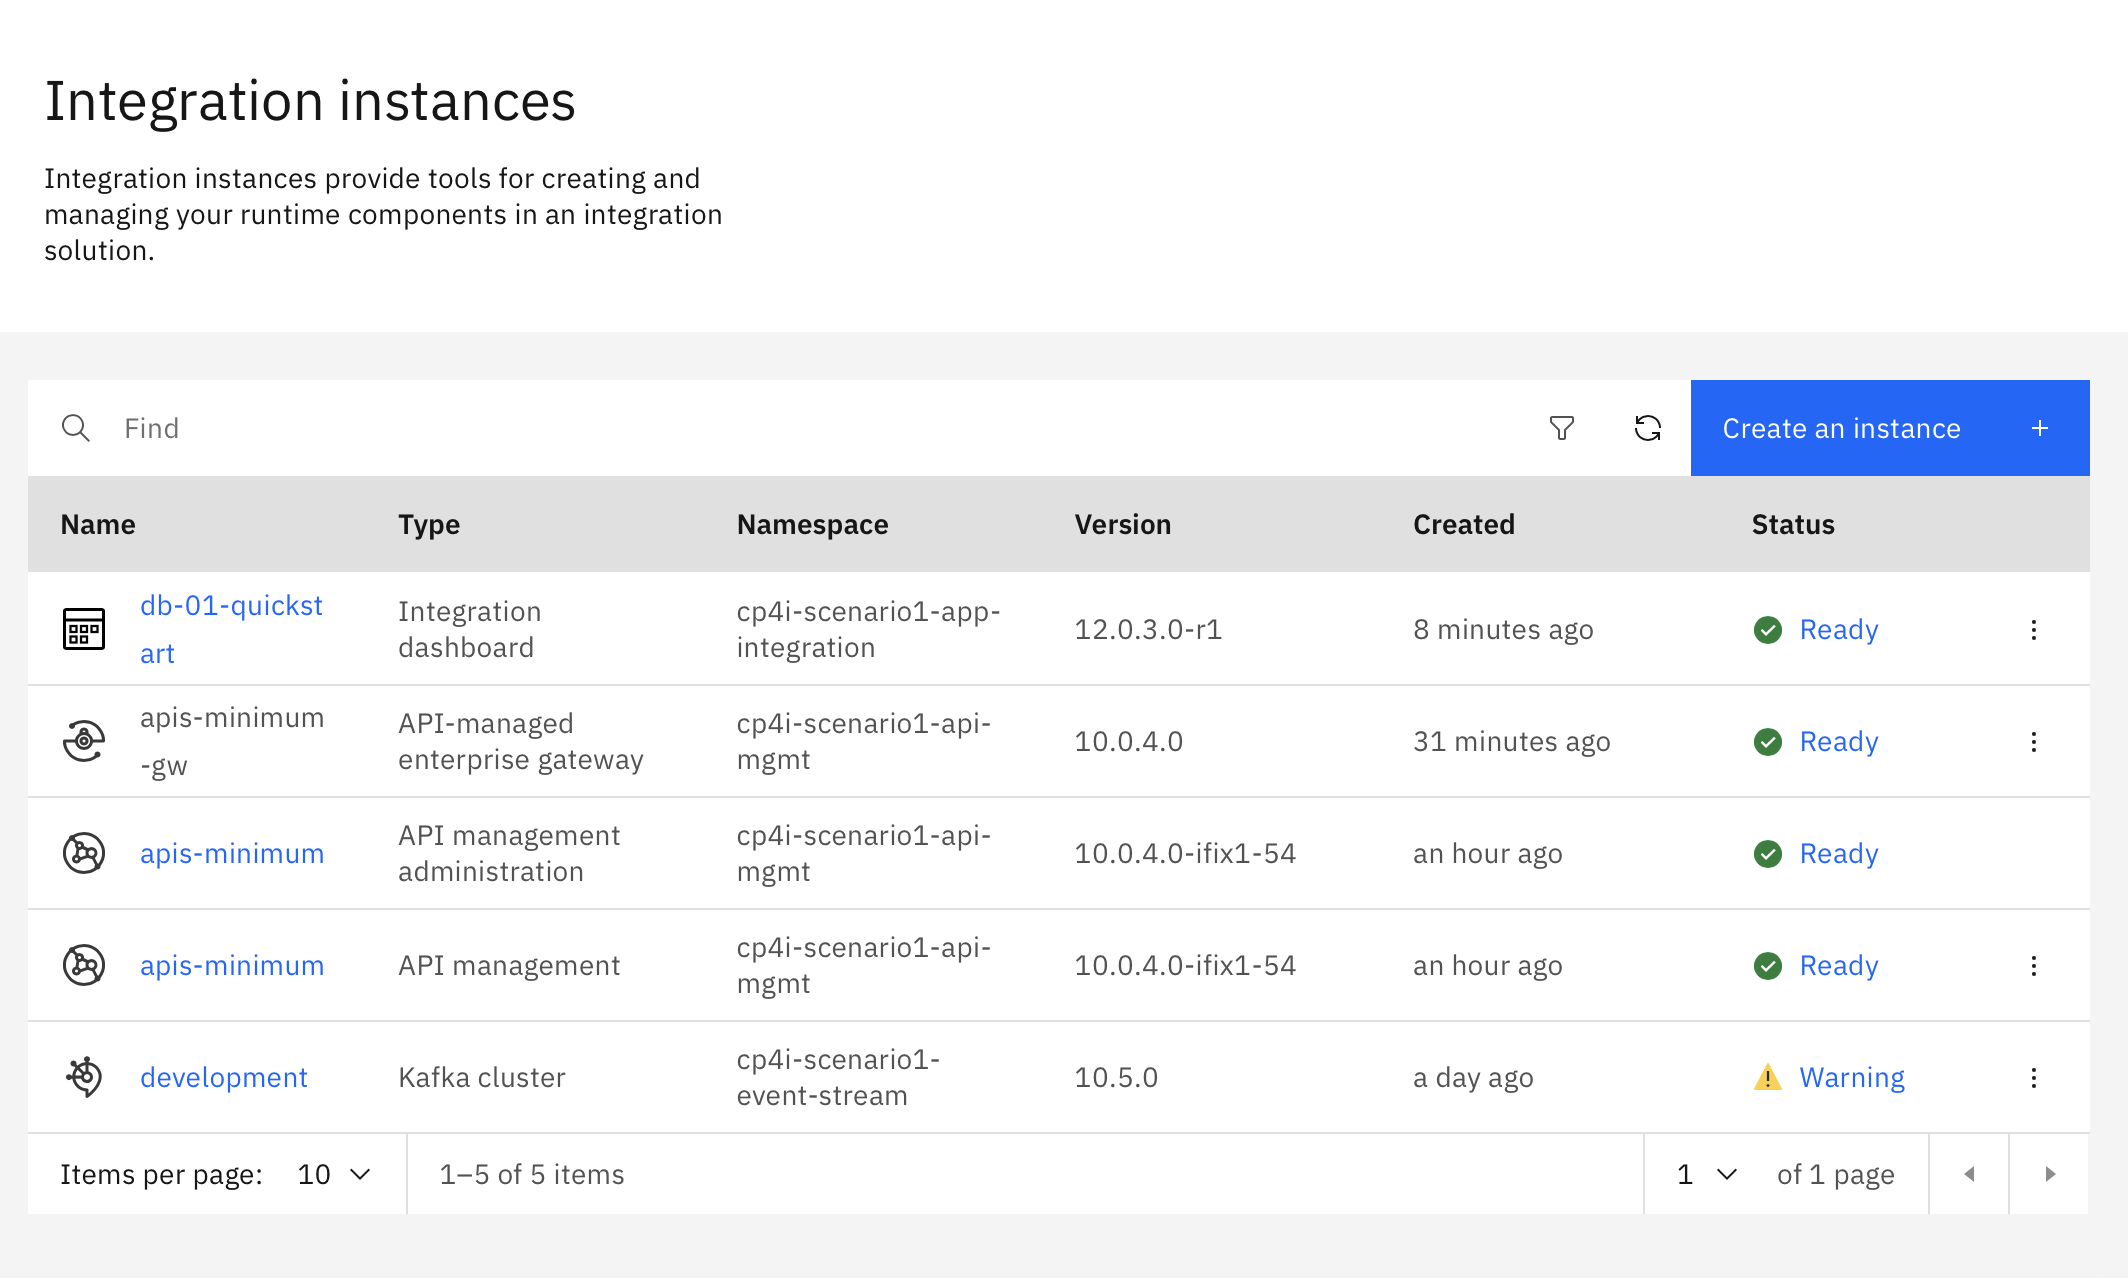 Integration instances
Integration instances provide tools for creating and
managing your runtime components in an integration
solution.
Find
Create an instance +
Name Type Namespace Version Created Status
db-01-quickst
art
Integration
dashboard
cp4i-scenario1-app-
integration
12.0.3.0-r1
8 minutes ago
Ready
apis-minimum
-gw
API-managed
enterprise gateway
cp4i-scenario1-api-
mgmt
10.0.4.0
31 minutes ago
Ready
apis-minimum
API management
administration
cp4i-scenario1-api-
mgmt
10.0.4.0-ifix1-54
an hour ago
Ready
apis-minimum
API management
cp4i-scenario1-api-
mgmt
10.0.4.0-ifix1-54
an hour ago
Ready
development
Kafka cluster
cp4i-scenario1-
event-stream
10.5.0
a day ago
Warning
Items per page: 10
1–5 of 5 items
1
of 1 page